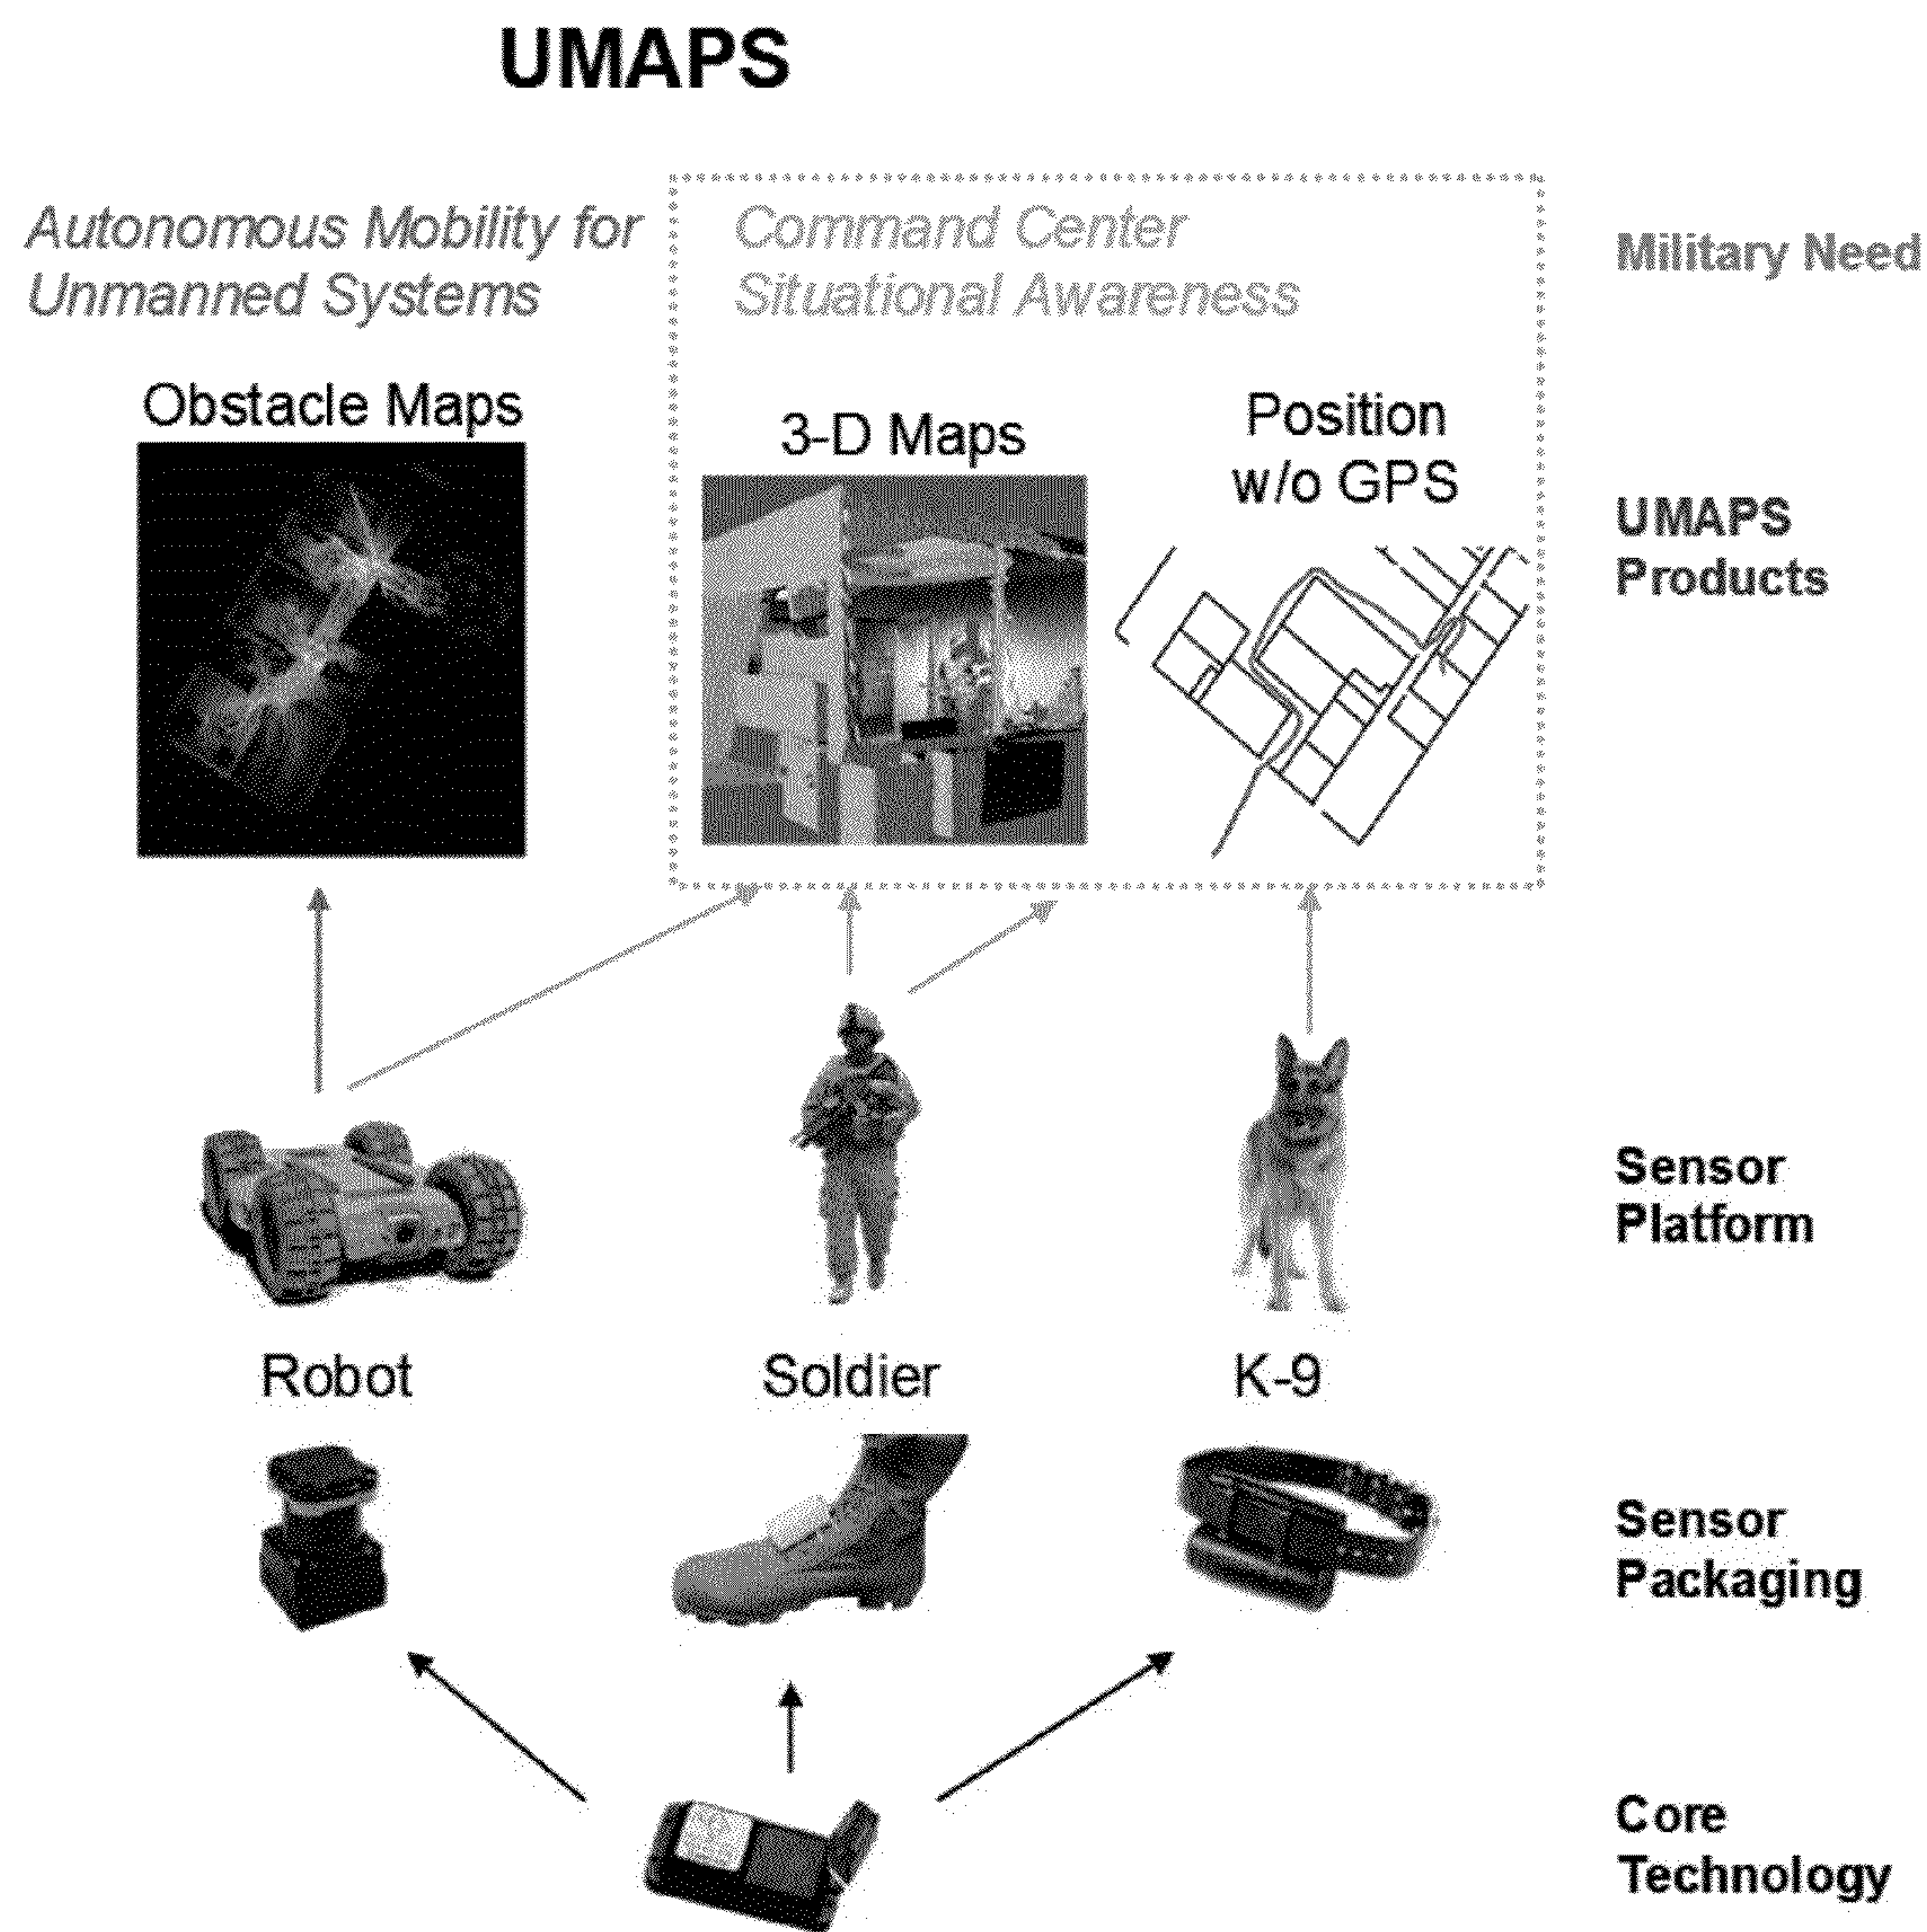 UMAPS
Autonomous Mobility for
Unmanned Systems
Command Center
Situational Awareness
Military Need
Obstacle Maps
3-D Maps
Position
w/o GPS
UMAPS
Products
Sensor
Platform
Robot
Soldier
K-9
Sensor
Packaging
Core
Technology